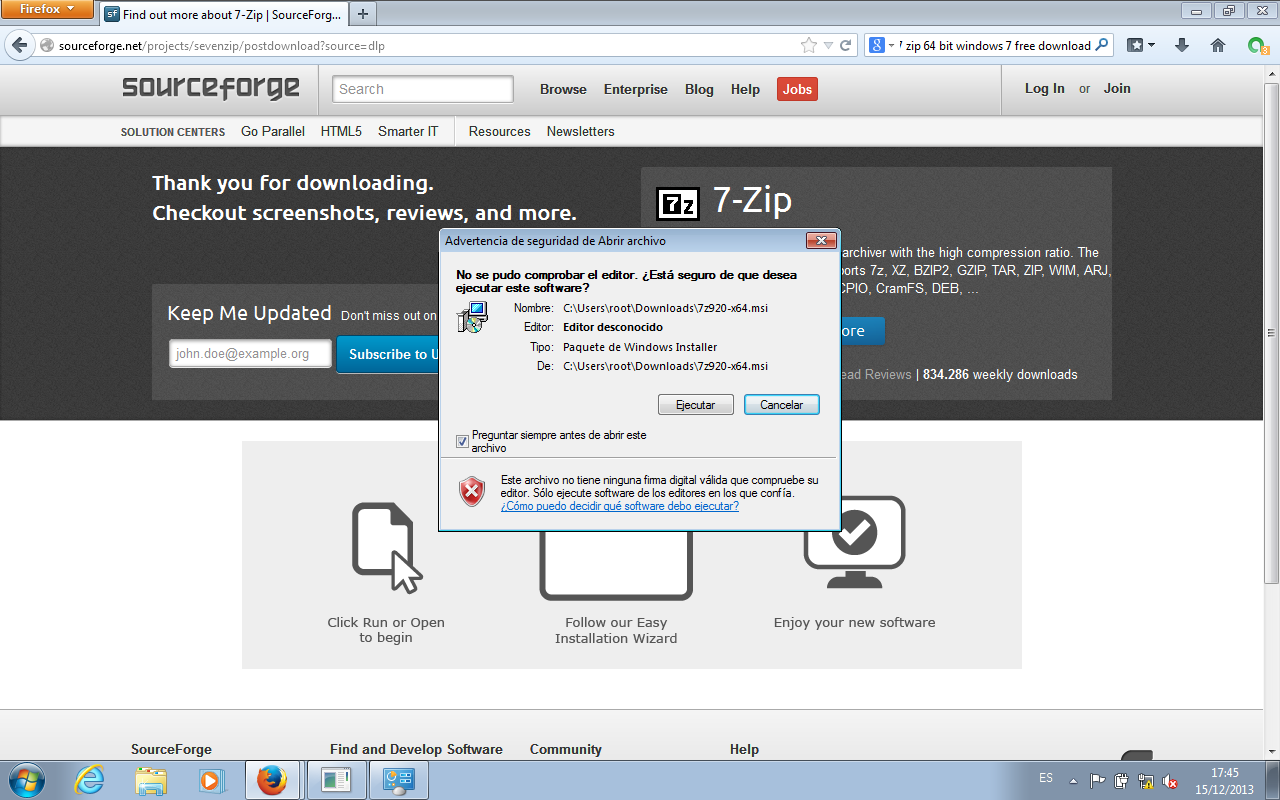 Firefox
Find out more about 7-Zip | SourceForg...
sourceforge.net/projects/sevenzip/postdownload?source=dlp
zip 64 bit windows 7 free download
sourceforge
Search
Browse
Enterprise
Blog
Help
Jobs
Log In or Join
SOLUTION CENTERS
Go Parallel
HTML5
Smarter IT
Resources
Newsletters
Thank you for downloading.
Checkout screenshots, reviews, and more.
7z
7-Zip
archiver with the high compression ratio. The
ports 7z, XZ, BZIP2, GZIP, TAR, ZIP, WIM, ARJ,
CPIO, CramFS, DEB, ...
Keep Me Updated Don't miss out on
john.doe@example.org
Subscribe to U
ore
ead Reviews | 834.286 weekly downloads
Advertencia de seguridad de Abrir archivo
No se pudo comprobar el editor. ¿Está seguro de que desea
ejecutar este software?
Nombre: C:\Users\root\Downloads\7z920-x64.msi
Editor: Editor desconocido
Tipo: Paquete de Windows Installer
De: C:\Users\root\Downloads\7z920-x64.msi
Ejecutar
Cancelar
Preguntar siempre antes de abrir este
archivo
Este archivo no tiene ninguna firma digital válida que compruebe su
editor. Sólo ejecute software de los editores en los que confía.
¿Cómo puedo decidir qué software debo ejecutar?
Click Run or Open
to begin
Follow our Easy
Installation Wizard
Enjoy your new software
SourceForge
Find and Develop Software
Community
Help
ES
17:45
15/12/2013